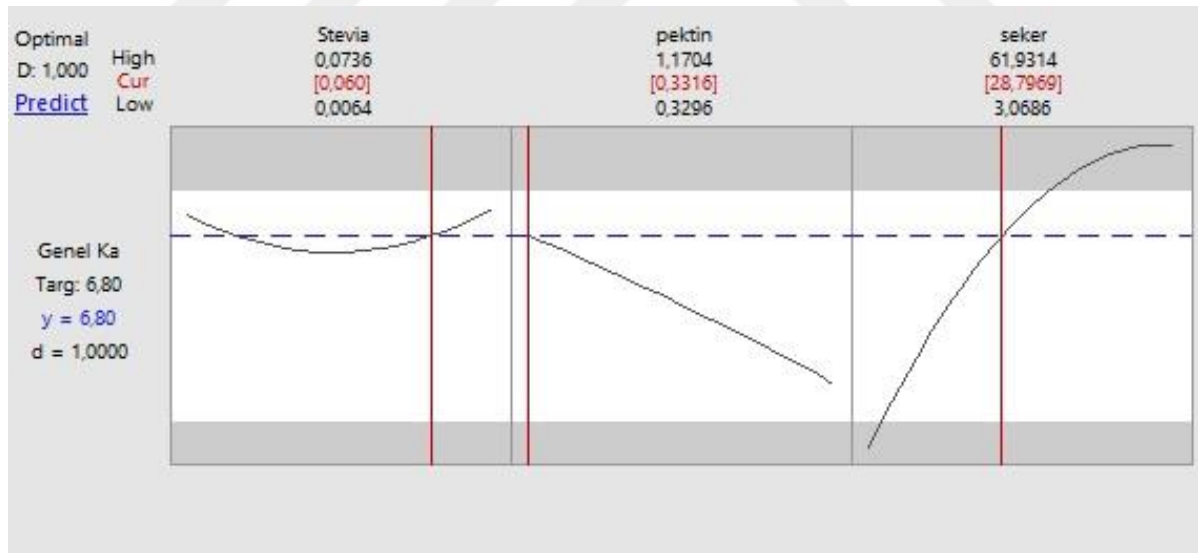 Optimal
D: 1,000
Predict
High
Cur
Low
Stevia
0,0736
[0,060]
0,0064
pektin
1,1704
[0,3316]
0,3296
seker
61,9314
[28,7969]
3,0686
Genel Ka
Targ: 6,80
y = 6,80
d = 1,0000